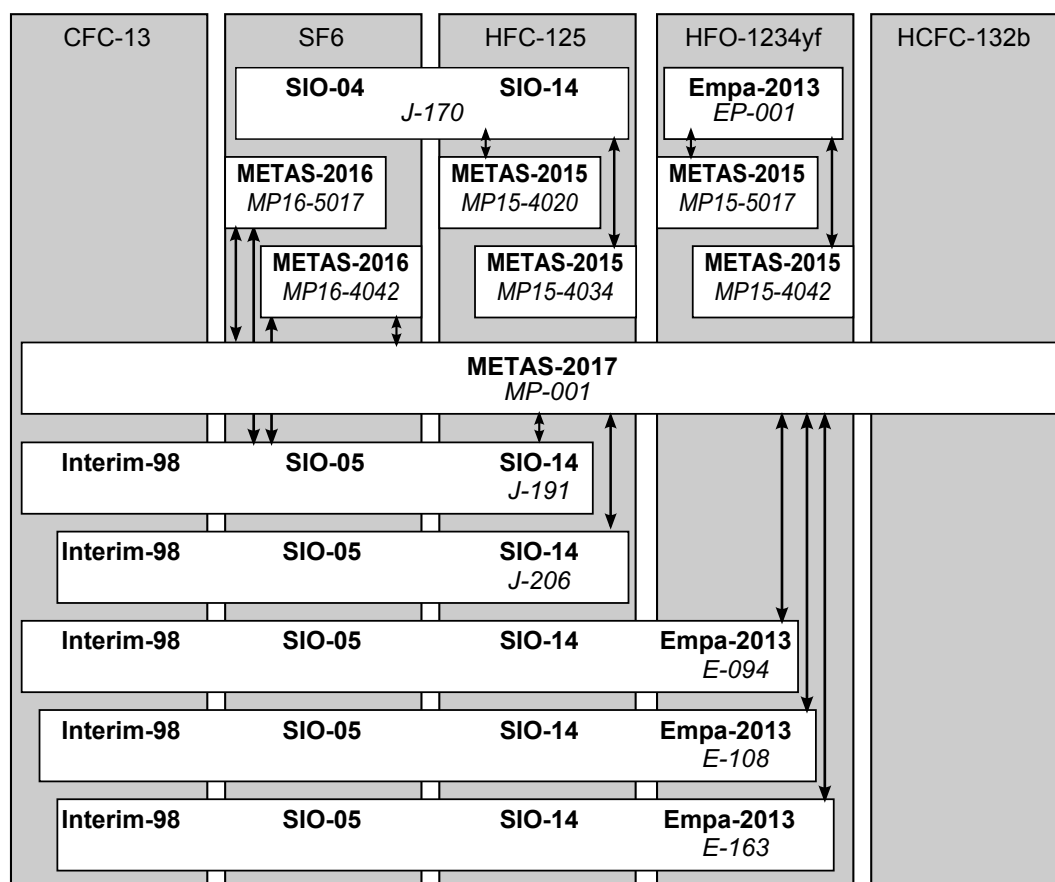 CFC-13 SF6 HFC-125 HFO-1234yf HCFC-132b
SIO-04 SIO-14 Empa-2013
J-170 EP-001
METAS-2016 METAS-2015 METAS-2015
MP16-5017 MP15-4020 MP15-5017
METAS-2016 METAS-2015 METAS-2015
MP16-4042 MP15-4034 MP15-4042
METAS-2017
MP-001
Interim-98 SIO-05 SIO-14
J-191
Interim-98 SIO-05 SIO-14
J-206
Interim-98 SIO-05 SIO-14 Empa-2013
E-094
Interim-98 SIO-05 SIO-14 Empa-2013
E-108
Interim-98 SIO-05 SIO-14 Empa-2013
E-163